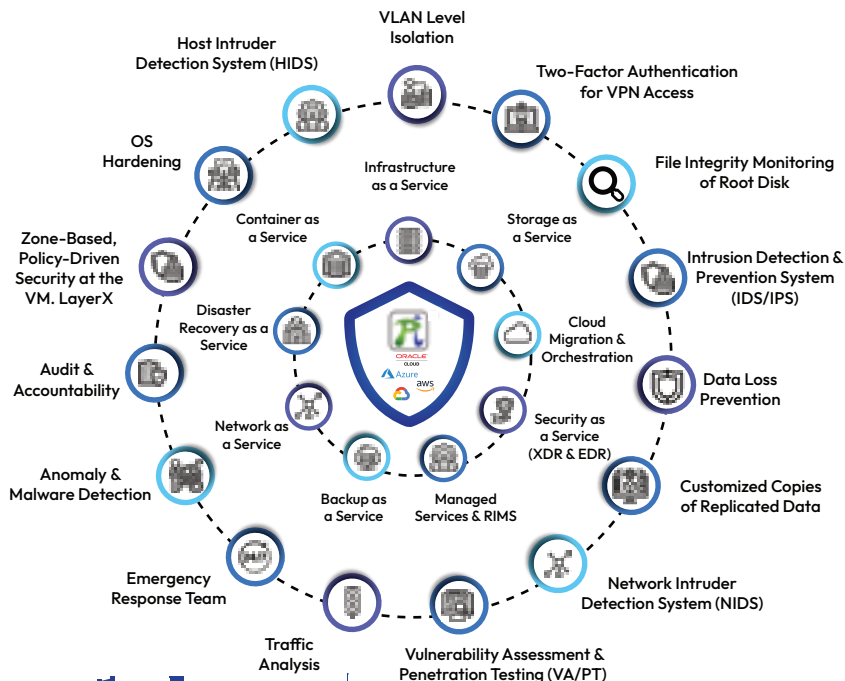 VLAN Level
Isolation
Host Intruder
Detection System (HIDS)
Two-Factor Authentication
for VPN Access
OS
Hardening
File Integrity Monitoring
of Root Disk
Infrastructure
as a Service
Container as
a Service
Storage as
a Service
Zone-Based,
Policy-Driven
Security at the
VM. LayerX
Intrusion Detection &
Prevention System
(IDS/IPS)
Disaster
Recovery as a
Service
Cloud
Migration &
Orchestration
ORACLE
CLOUD
Azure
aws
Audit &
Accountability
Data Loss
Prevention
Network as
a Service
Security as
a Service
(XDR & EDR)
Anomaly &
Malware Detection
Backup as
a Service
Managed
Services & RIMS
Customized Copies
of Replicated Data
Emergency
Response Team
24/7
Network Intruder
Detection System (NIDS)
Traffic
Analysis
Vulnerability Assessment &
Penetration Testing (VA/PT)